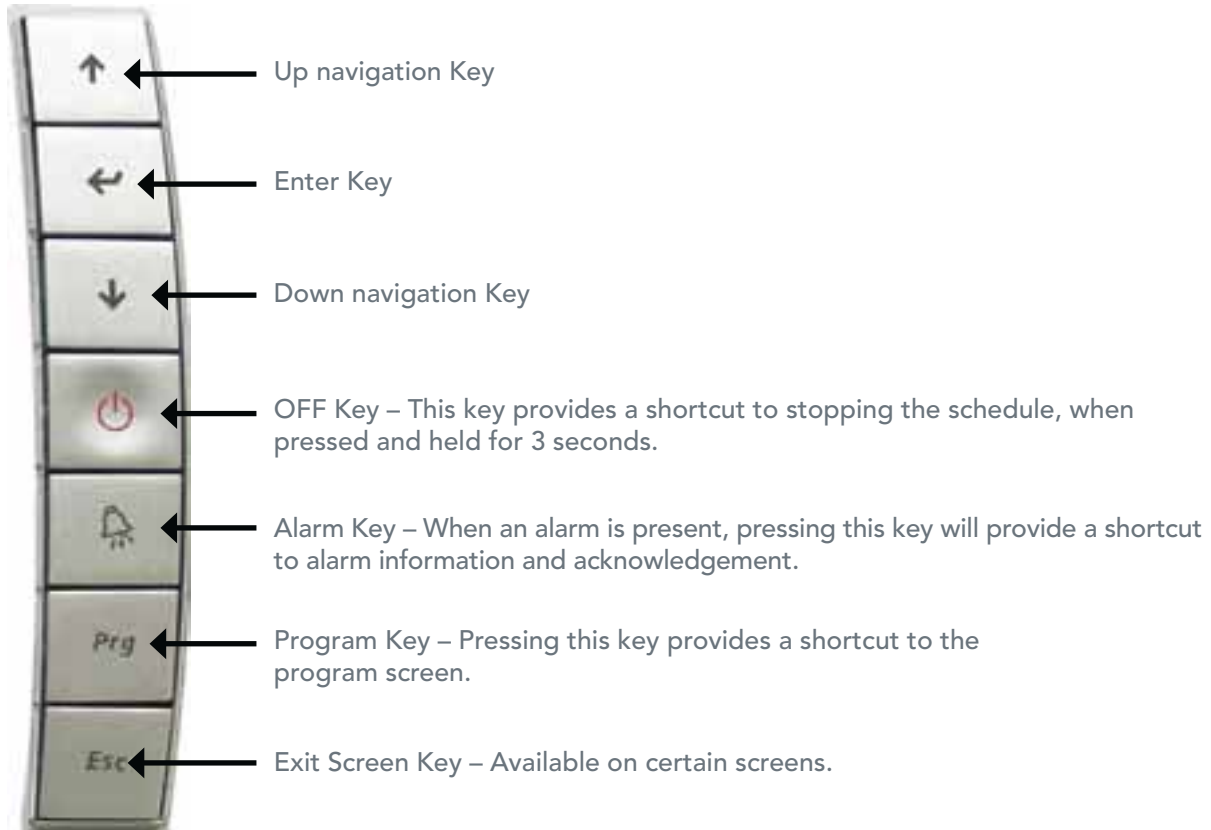 Up navigation Key
Enter Key
Down navigation Key
OFF Key – This key provides a shortcut to stopping the schedule, when
pressed and held for 3 seconds.
Alarm Key – When an alarm is present, pressing this key will provide a shortcut
to alarm information and acknowledgement.
Prg
Program Key – Pressing this key provides a shortcut to the
program screen.
Esc
Exit Screen Key – Available on certain screens.